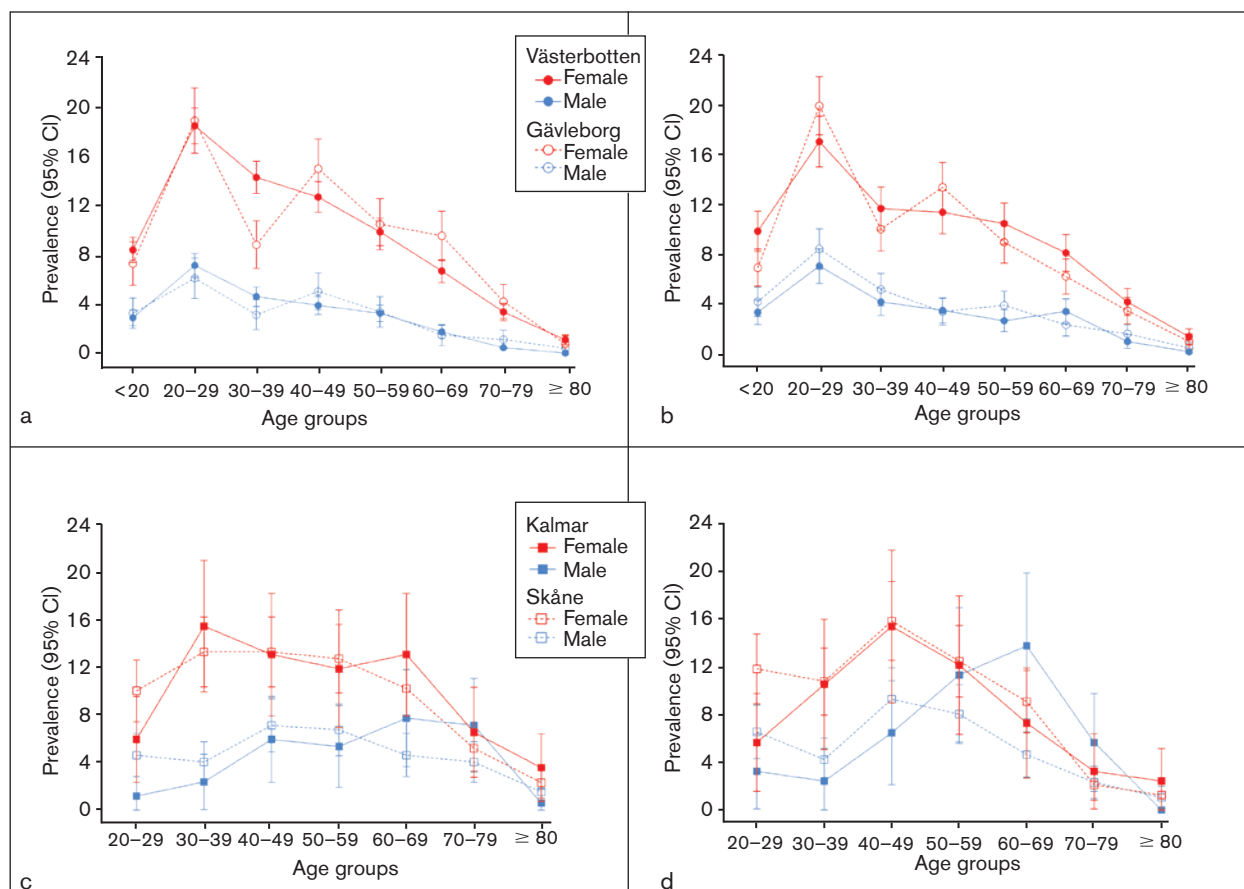 24
20
16
12
8
4
0
Prevalence (95% CI)
<20 20–29 30–39 40–49 50–59 60–69 70–79 ≥ 80
Age groups
a
Västerbotten
Female
Male
Gävleborg
Female
Male
24
20
16
12
8
4
0
Prevalence (95% CI)
<20 20–29 30–39 40–49 50–59 60–69 70–79 ≥ 80
Age groups
b
24
20
16
12
8
4
0
Prevalence (95% CI)
20–29 30–39 40–49 50–59 60–69 70–79 ≥ 80
Age groups
c
Kalmar
Female
Male
Skåne
Female
Male
24
20
16
12
8
4
0
Prevalence (95% CI)
20–29 30–39 40–49 50–59 60–69 70–79 ≥ 80
Age groups
d